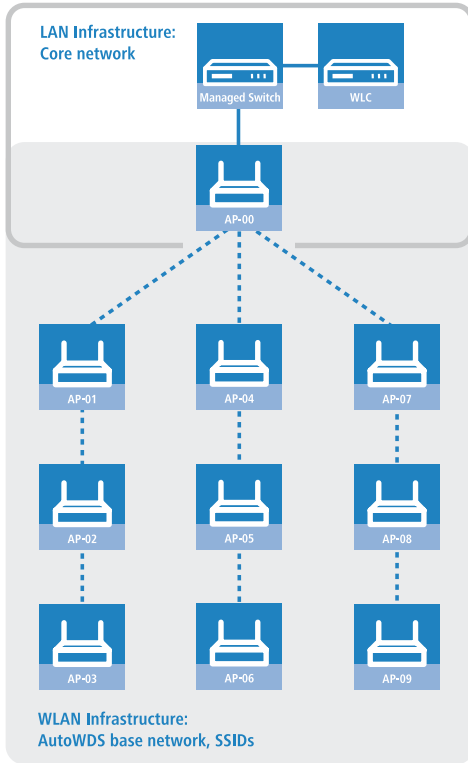 LAN Infrastructure:
Core network
Managed Switch
WLC
AP-00
AP-01
AP-04
AP-07
AP-02
AP-05
AP-08
AP-03
AP-06
AP-09
WLAN Infrastructure:
AutoWDS base network, SSIDs